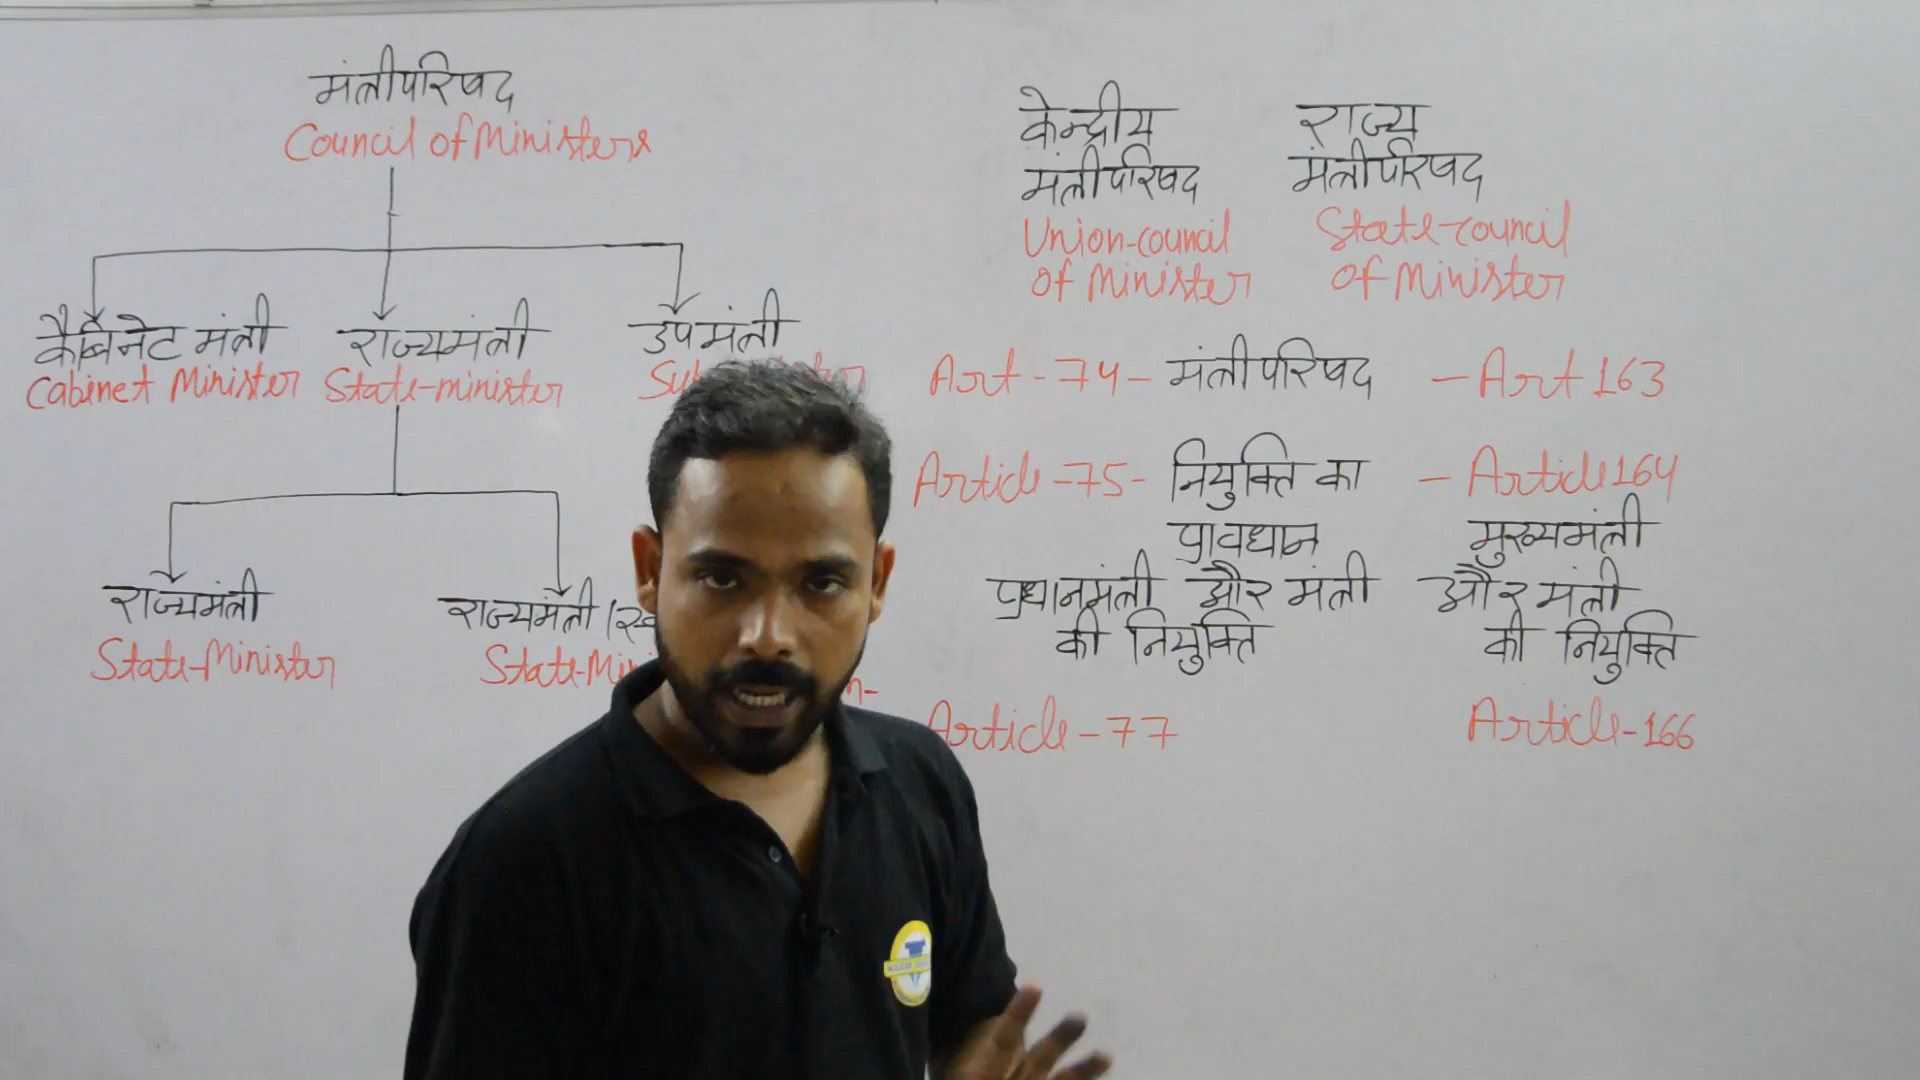 मंत्रीपरिषद
Council of Ministers
कैबिनेट मंत्री
Cabinet Minister
राज्यमंत्री
State-minister
उपमंत्री
राज्यमंत्री
State-Minister
राज्यमंत्री
केन्द्रीय
मंत्रीपरिषद
Union-council
of Minister
राज्य
मंत्रीपरिषद
State-council
of Minister
Art-74- मंत्रीपरिषद - Art 163
Article-75- नियुक्ति का - Article 164
प्रावधान मुख्यमंत्री
प्रधानमंत्री और मंत्री और मंत्री
की नियुक्ति की नियुक्ति
Article-77 Article-166